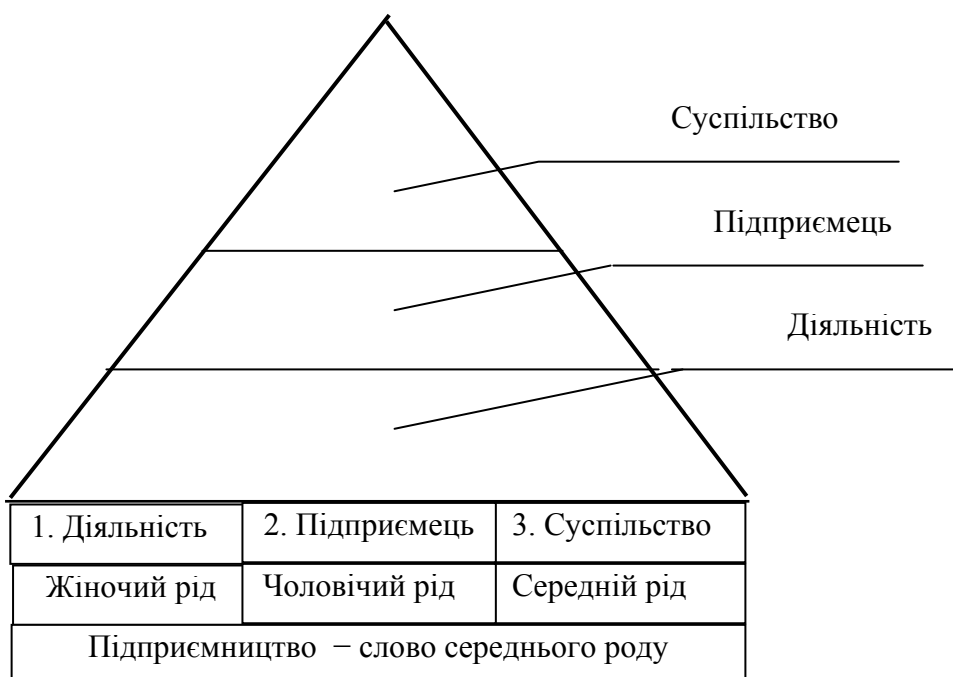 Суспільство
Підприємець
Діяльність
1. Діяльність 2. Підприємець 3. Суспільство
Жіночий рід Чоловічий рід Середній рід
Підприємництво − слово середнього роду